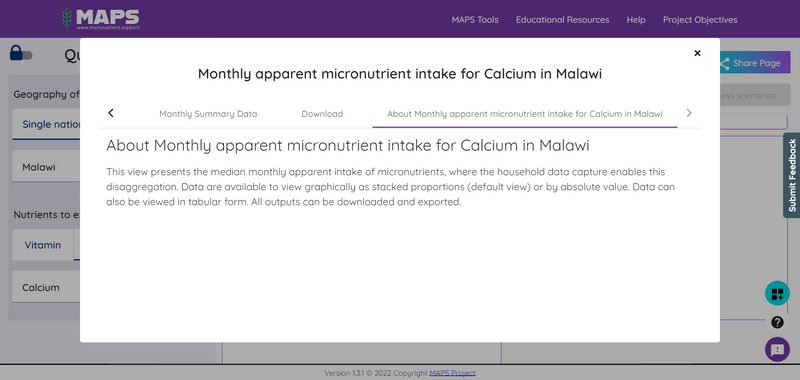 MAPS
www.micronutrient.support
MAPS Tools
Educational Resources
Help
Project Objectives
Qu
Share Page
Geography of
ess scenarios
Single nation
Malawi
Nutrients to ex
Vitamin
Calcium
×
Monthly apparent micronutrient intake for Calcium in Malawi
Monthly Summary Data
Download
About Monthly apparent micronutrient intake for Calcium in Malawi
About Monthly apparent micronutrient intake for Calcium in Malawi
This view presents the median monthly apparent intake of micronutrients, where the household data capture enables this
disaggregation. Data are available to view graphically as stacked proportions (default view) or by absolute value. Data can
also be viewed in tabular form. All outputs can be downloaded and exported.
Submit Feedback
?
Version 1.3.1 © 2022 Copyright MAPS Project